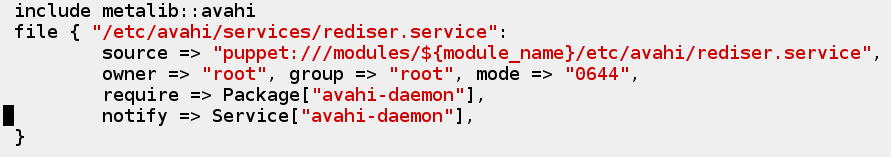 include metalib::avahi
file { "/etc/avahi/services/rediser.service":
source => "puppet:///modules/${module_name}/etc/avahi/rediser.service",
owner => "root", group => "root", mode => "0644",
require => Package["avahi-daemon"],
notify => Service["avahi-daemon"],
}